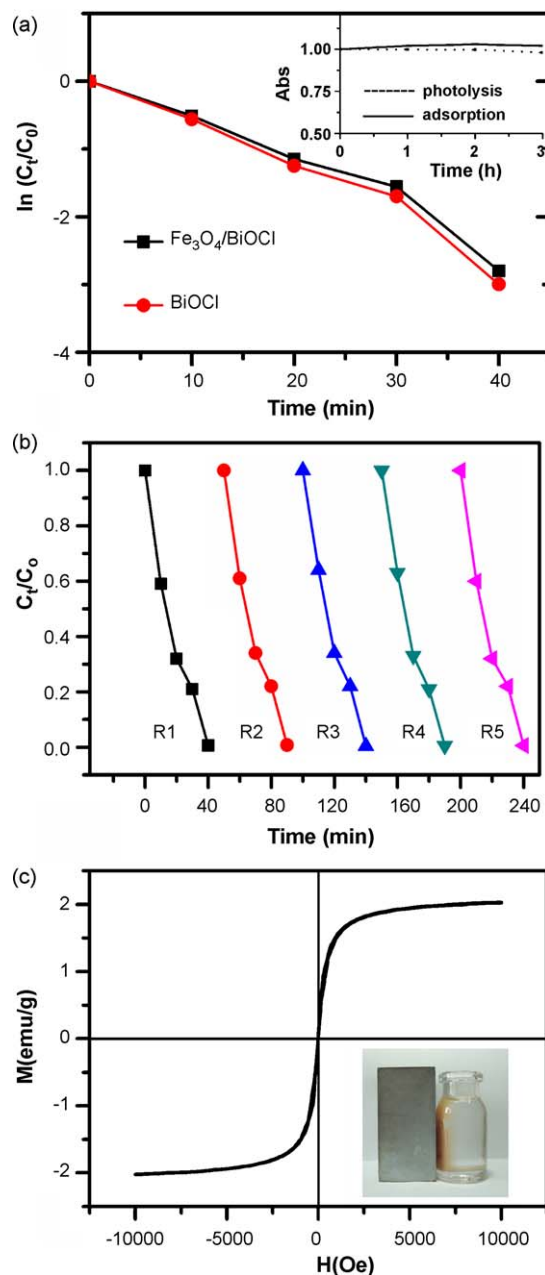 (a)
ln (Ct/C0)
0
-2
-4
Fe3O4/BiOCl
BiOCl
0 10 20 30 40
Time (min)
Abs
1.00
0.75
0.50
photolysis
adsorption
0 1 2 3
Time (h)
(b)
Ct/Co
1.0
0.8
0.6
0.4
0.2
0.0
R1 R2 R3 R4 R5
0 40 80 120 160 200 240
Time (min)
(c)
M(emu/g)
2
1
0
-1
-2
-10000 -5000 0 5000 10000
H(Oe)